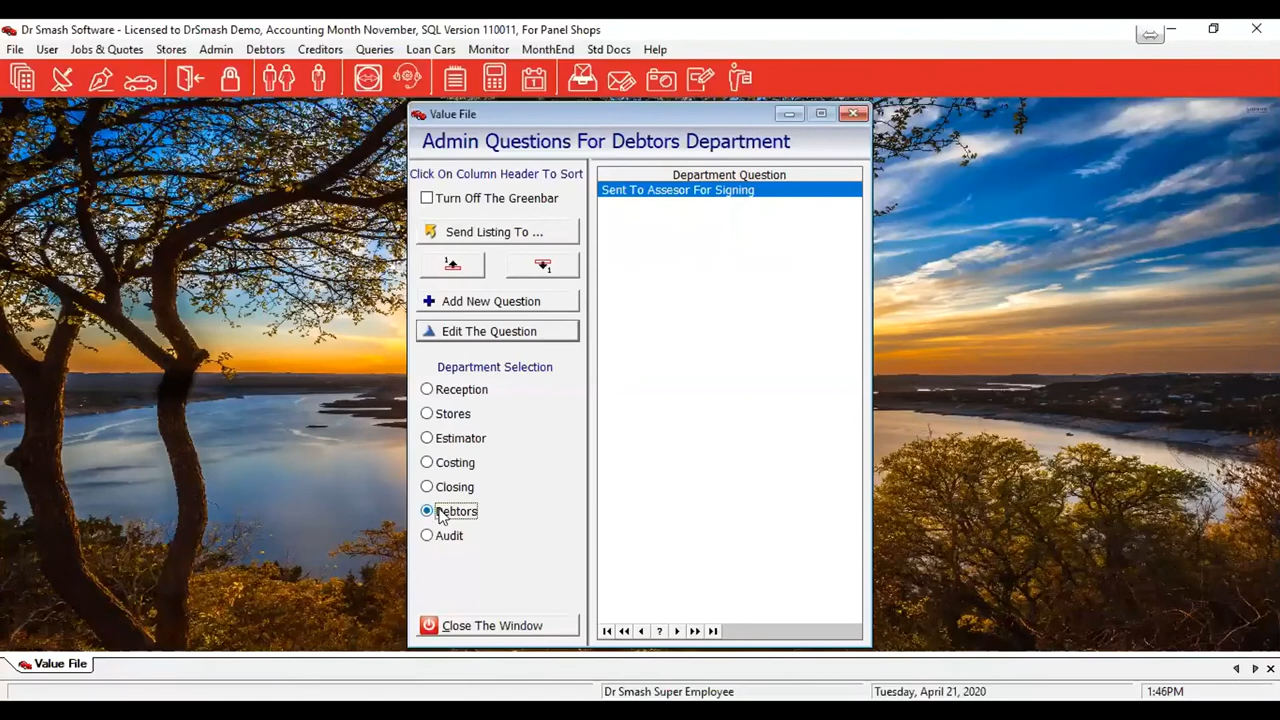 Dr Smash Software - Licensed to DrSmash Demo, Accounting Month November, SQL Version 110011, For Panel Shops
File User Jobs & Quotes Stores Admin Debtors Creditors Queries Loan Cars Monitor MonthEnd Std Docs Help
Value File
Admin Questions For Debtors Department
Click On Column Header To Sort
Turn Off The Greenbar
Send Listing To ...
1 1
Add New Question
Edit The Question
Department Selection
Reception
Stores
Estimator
Costing
Closing
Debtors
Audit
Close The Window
Department Question
Sent To Assesor For Signing
?
Value File
Dr Smash Super Employee Tuesday, April 21, 2020 1:46PM